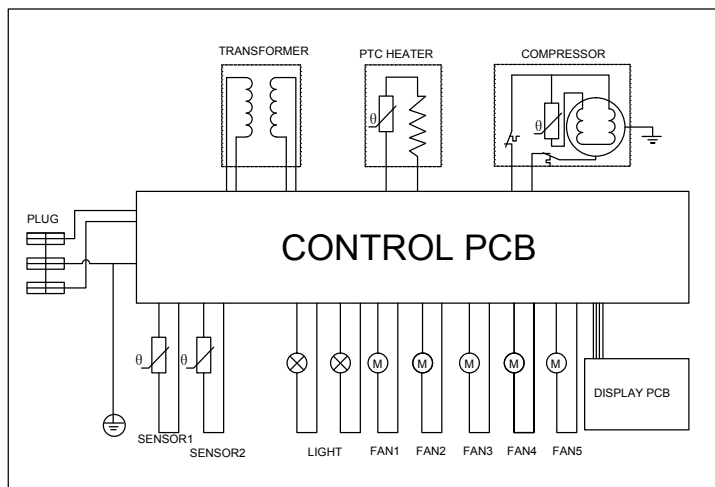 TRANSFORMER
PTC HEATER
COMPRESSOR
θ
θ
PLUG
CONTROL PCB
θ
θ
M
M
M
M
M
DISPLAY PCB
SENSOR1
SENSOR2
LIGHT
FAN1
FAN2
FAN3
FAN4
FAN5